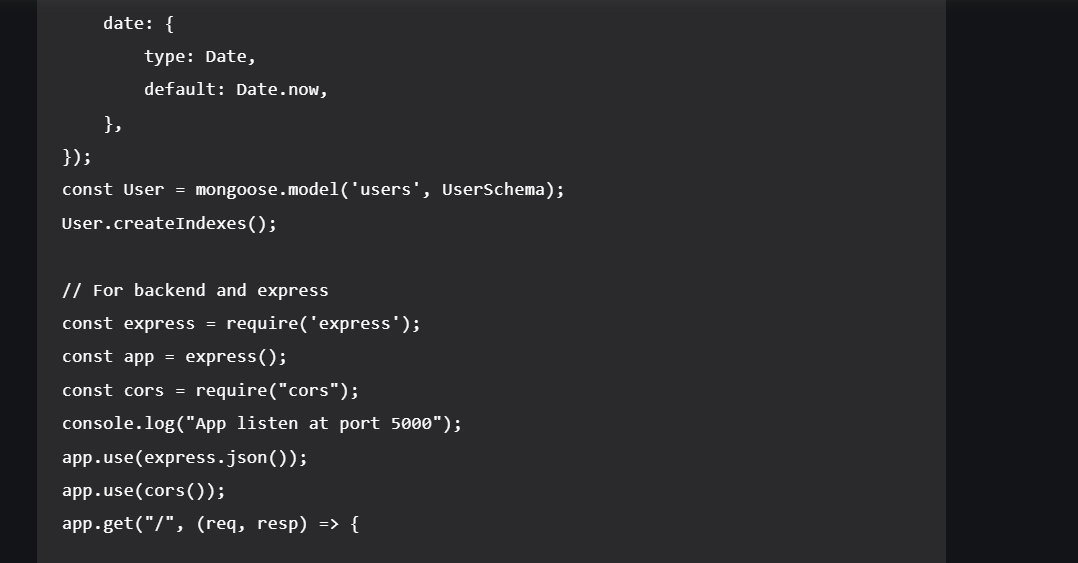 date: {
        type: Date,
        default: Date.now,
    },
});
const User = mongoose.model('users', UserSchema);
User.createIndexes();

// For backend and express
const express = require('express');
const app = express();
const cors = require("cors");
console.log("App listen at port 5000");
app.use(express.json());
app.use(cors());
app.get("/", (req, resp) => {